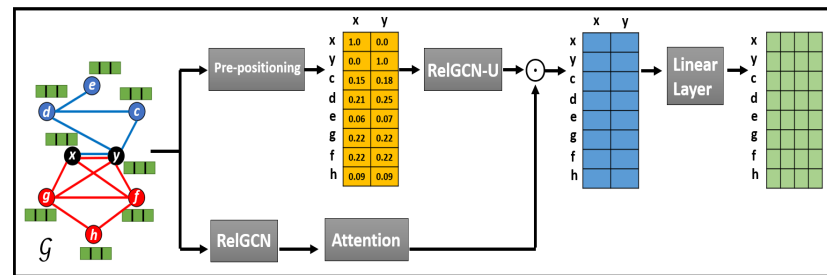 x y
x 1.0 0.0
y 0.0 1.0
c 0.15 0.18
d 0.21 0.25
e 0.06 0.07
g 0.22 0.22
f 0.22 0.22
h 0.09 0.09
Pre-positioning
RelGCN-U
x y
x
y
c
d
e
g
f
h
Linear
Layer
x
y
c
d
e
g
f
h
e
d
c
x
y
g
f
h
G
RelGCN
Attention